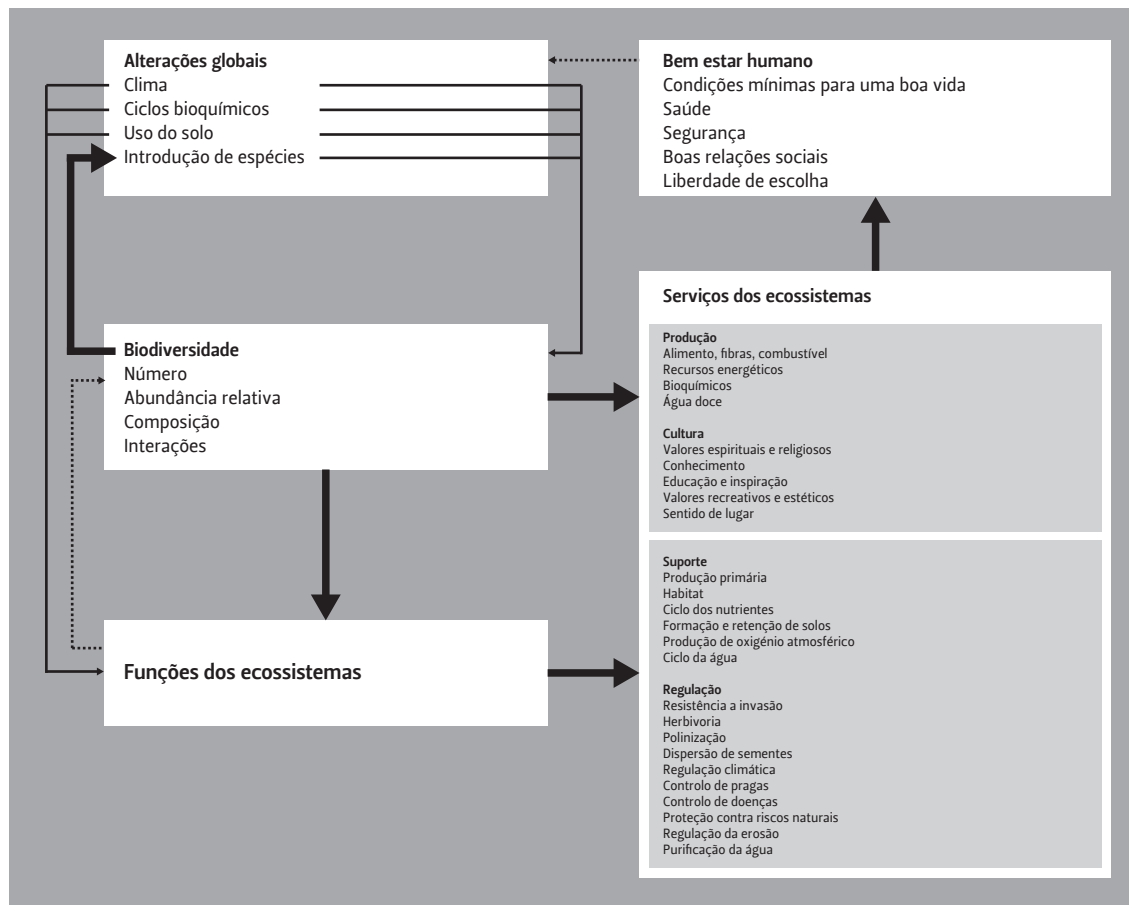 Alterações globais
Clima
Ciclos bioquímicos
Uso do solo
Introdução de espécies
Bem estar humano
Condições mínimas para uma boa vida
Saúde
Segurança
Boas relações sociais
Liberdade de escolha
Biodiversidade
Número
Abundância relativa
Composição
Interações
Funções dos ecossistemas
Serviços dos ecossistemas
Produção
Alimento, fibras, combustível
Recursos energéticos
Bioquímicos
Água doce
Cultura
Valores espirituais e religiosos
Conhecimento
Educação e inspiração
Valores recreativos e estéticos
Sentido de lugar
Suporte
Produção primária
Habitat
Ciclo dos nutrientes
Formação e retenção de solos
Produção de oxigénio atmosférico
Ciclo da água
Regulação
Resistência a invasão
Herbivoria
Polinização
Dispersão de sementes
Regulação climática
Controlo de pragas
Controlo de doenças
Proteção contra riscos naturais
Regulação da erosão
Purificação da água